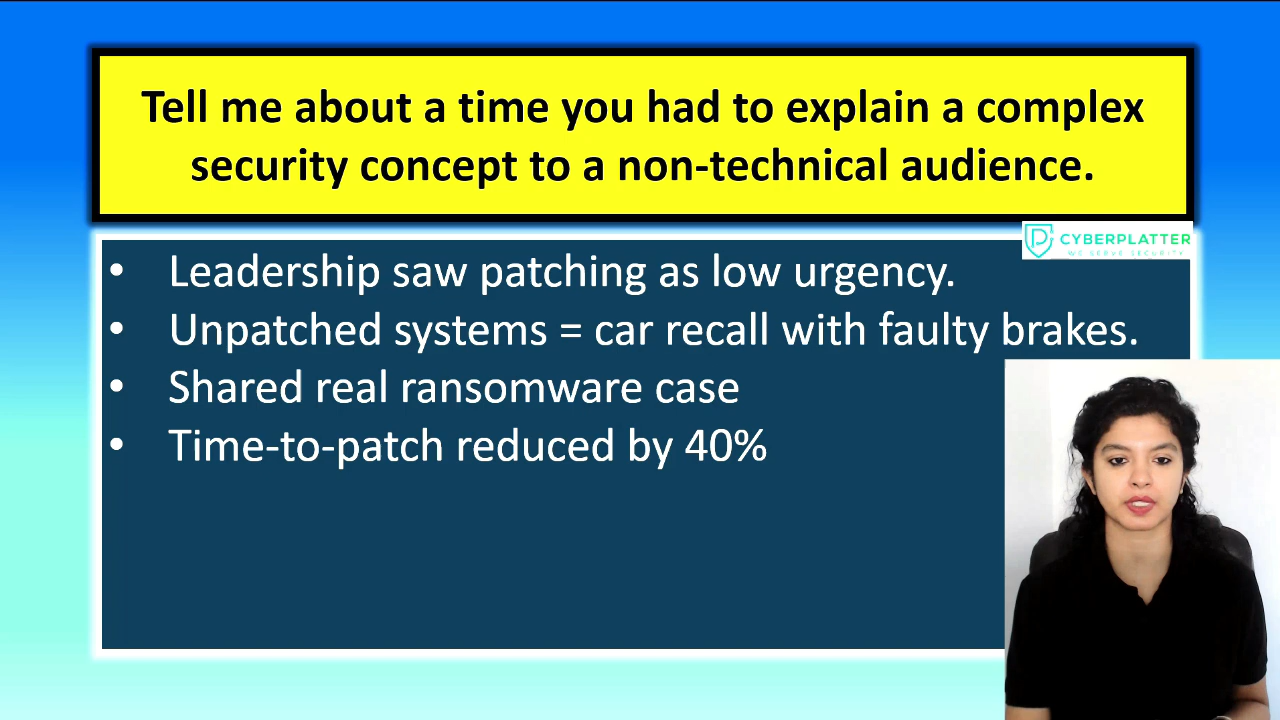 Tell me about a time you had to explain a complex
security concept to a non-technical audience.
CYBERPLATTER
WE SERVE SECURITY
• Leadership saw patching as low urgency.
• Unpatched systems = car recall with faulty brakes.
• Shared real ransomware case
• Time-to-patch reduced by 40%